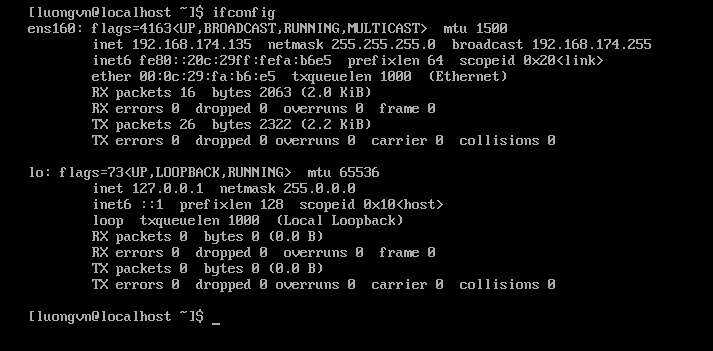 [luongvn@localhost ~]$ ifconfig
ens160: flags=4163<UP,BROADCAST,RUNNING,MULTICAST>  mtu 1500
        inet 192.168.174.135  netmask 255.255.255.0  broadcast 192.168.174.255
        inet6 fe80::20c:29ff:fefa:b6e5  prefixlen 64  scopeid 0x20<link>
        ether 00:0c:29:fa:b6:e5  txqueuelen 1000  (Ethernet)
        RX packets 16  bytes 2063 (2.0 KiB)
        RX errors 0  dropped 0  overruns 0  frame 0
        TX packets 26  bytes 2322 (2.2 KiB)
        TX errors 0  dropped 0 overruns 0  carrier 0  collisions 0

lo: flags=73<UP,LOOPBACK,RUNNING>  mtu 65536
        inet 127.0.0.1  netmask 255.0.0.0
        inet6 ::1  prefixlen 128  scopeid 0x10<host>
        loop  txqueuelen 1000  (Local Loopback)
        RX packets 0  bytes 0 (0.0 B)
        RX errors 0  dropped 0  overruns 0  frame 0
        TX packets 0  bytes 0 (0.0 B)
        TX errors 0  dropped 0 overruns 0  carrier 0  collisions 0

[luongvn@localhost ~]$ _